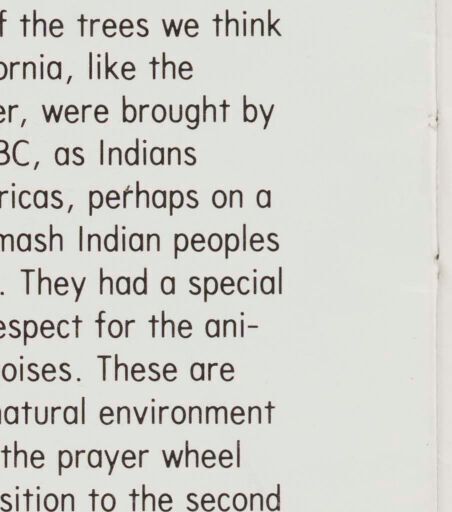 f the trees we think
ornia, like the
er, were brought by
BC, as Indians
ricas, perhaps on a
mash Indian peoples
. They had a special
espect for the ani-
oises. These are
natural environment
the prayer wheel
sition to the second